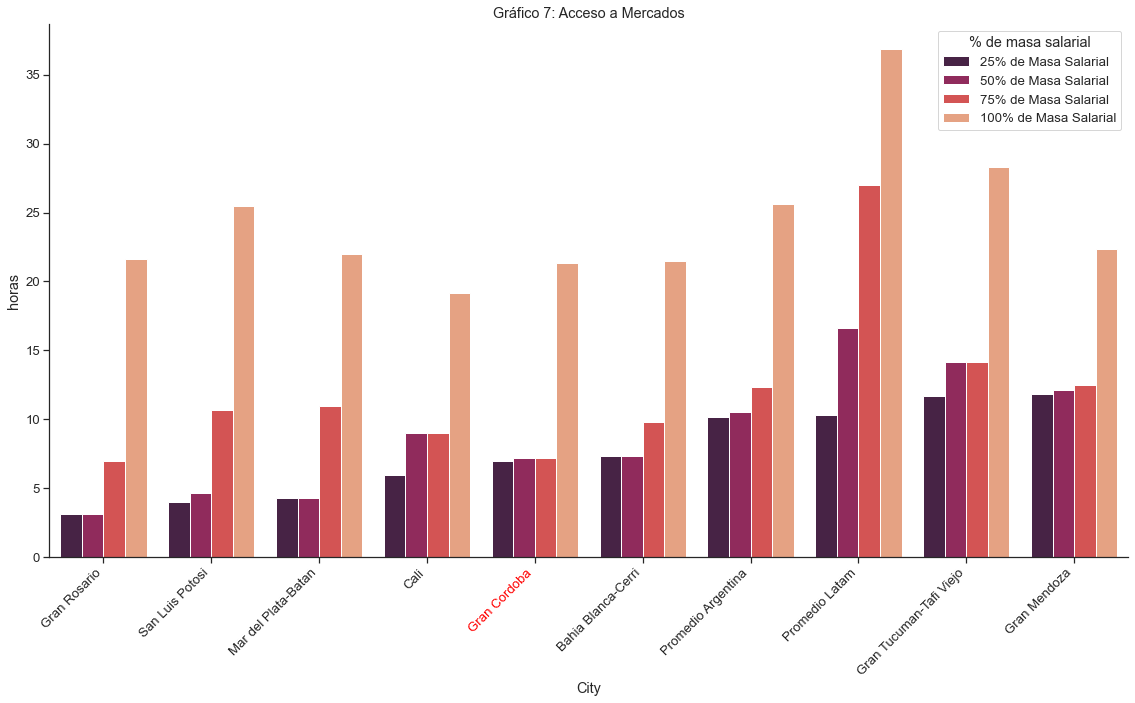 Gráfico 7: Acceso a Mercados
% de masa salarial
25% de Masa Salarial
50% de Masa Salarial
75% de Masa Salarial
100% de Masa Salarial
horas
35
30
25
20
15
10
5
0
Gran Rosario
San Luis Potosi
Mar del Plata-Batan
Cali
Gran Cordoba
Bahia Blanca-Cerri
Promedio Argentina
Promedio Latam
Gran Tucuman-Tafi Viejo
Gran Mendoza
City